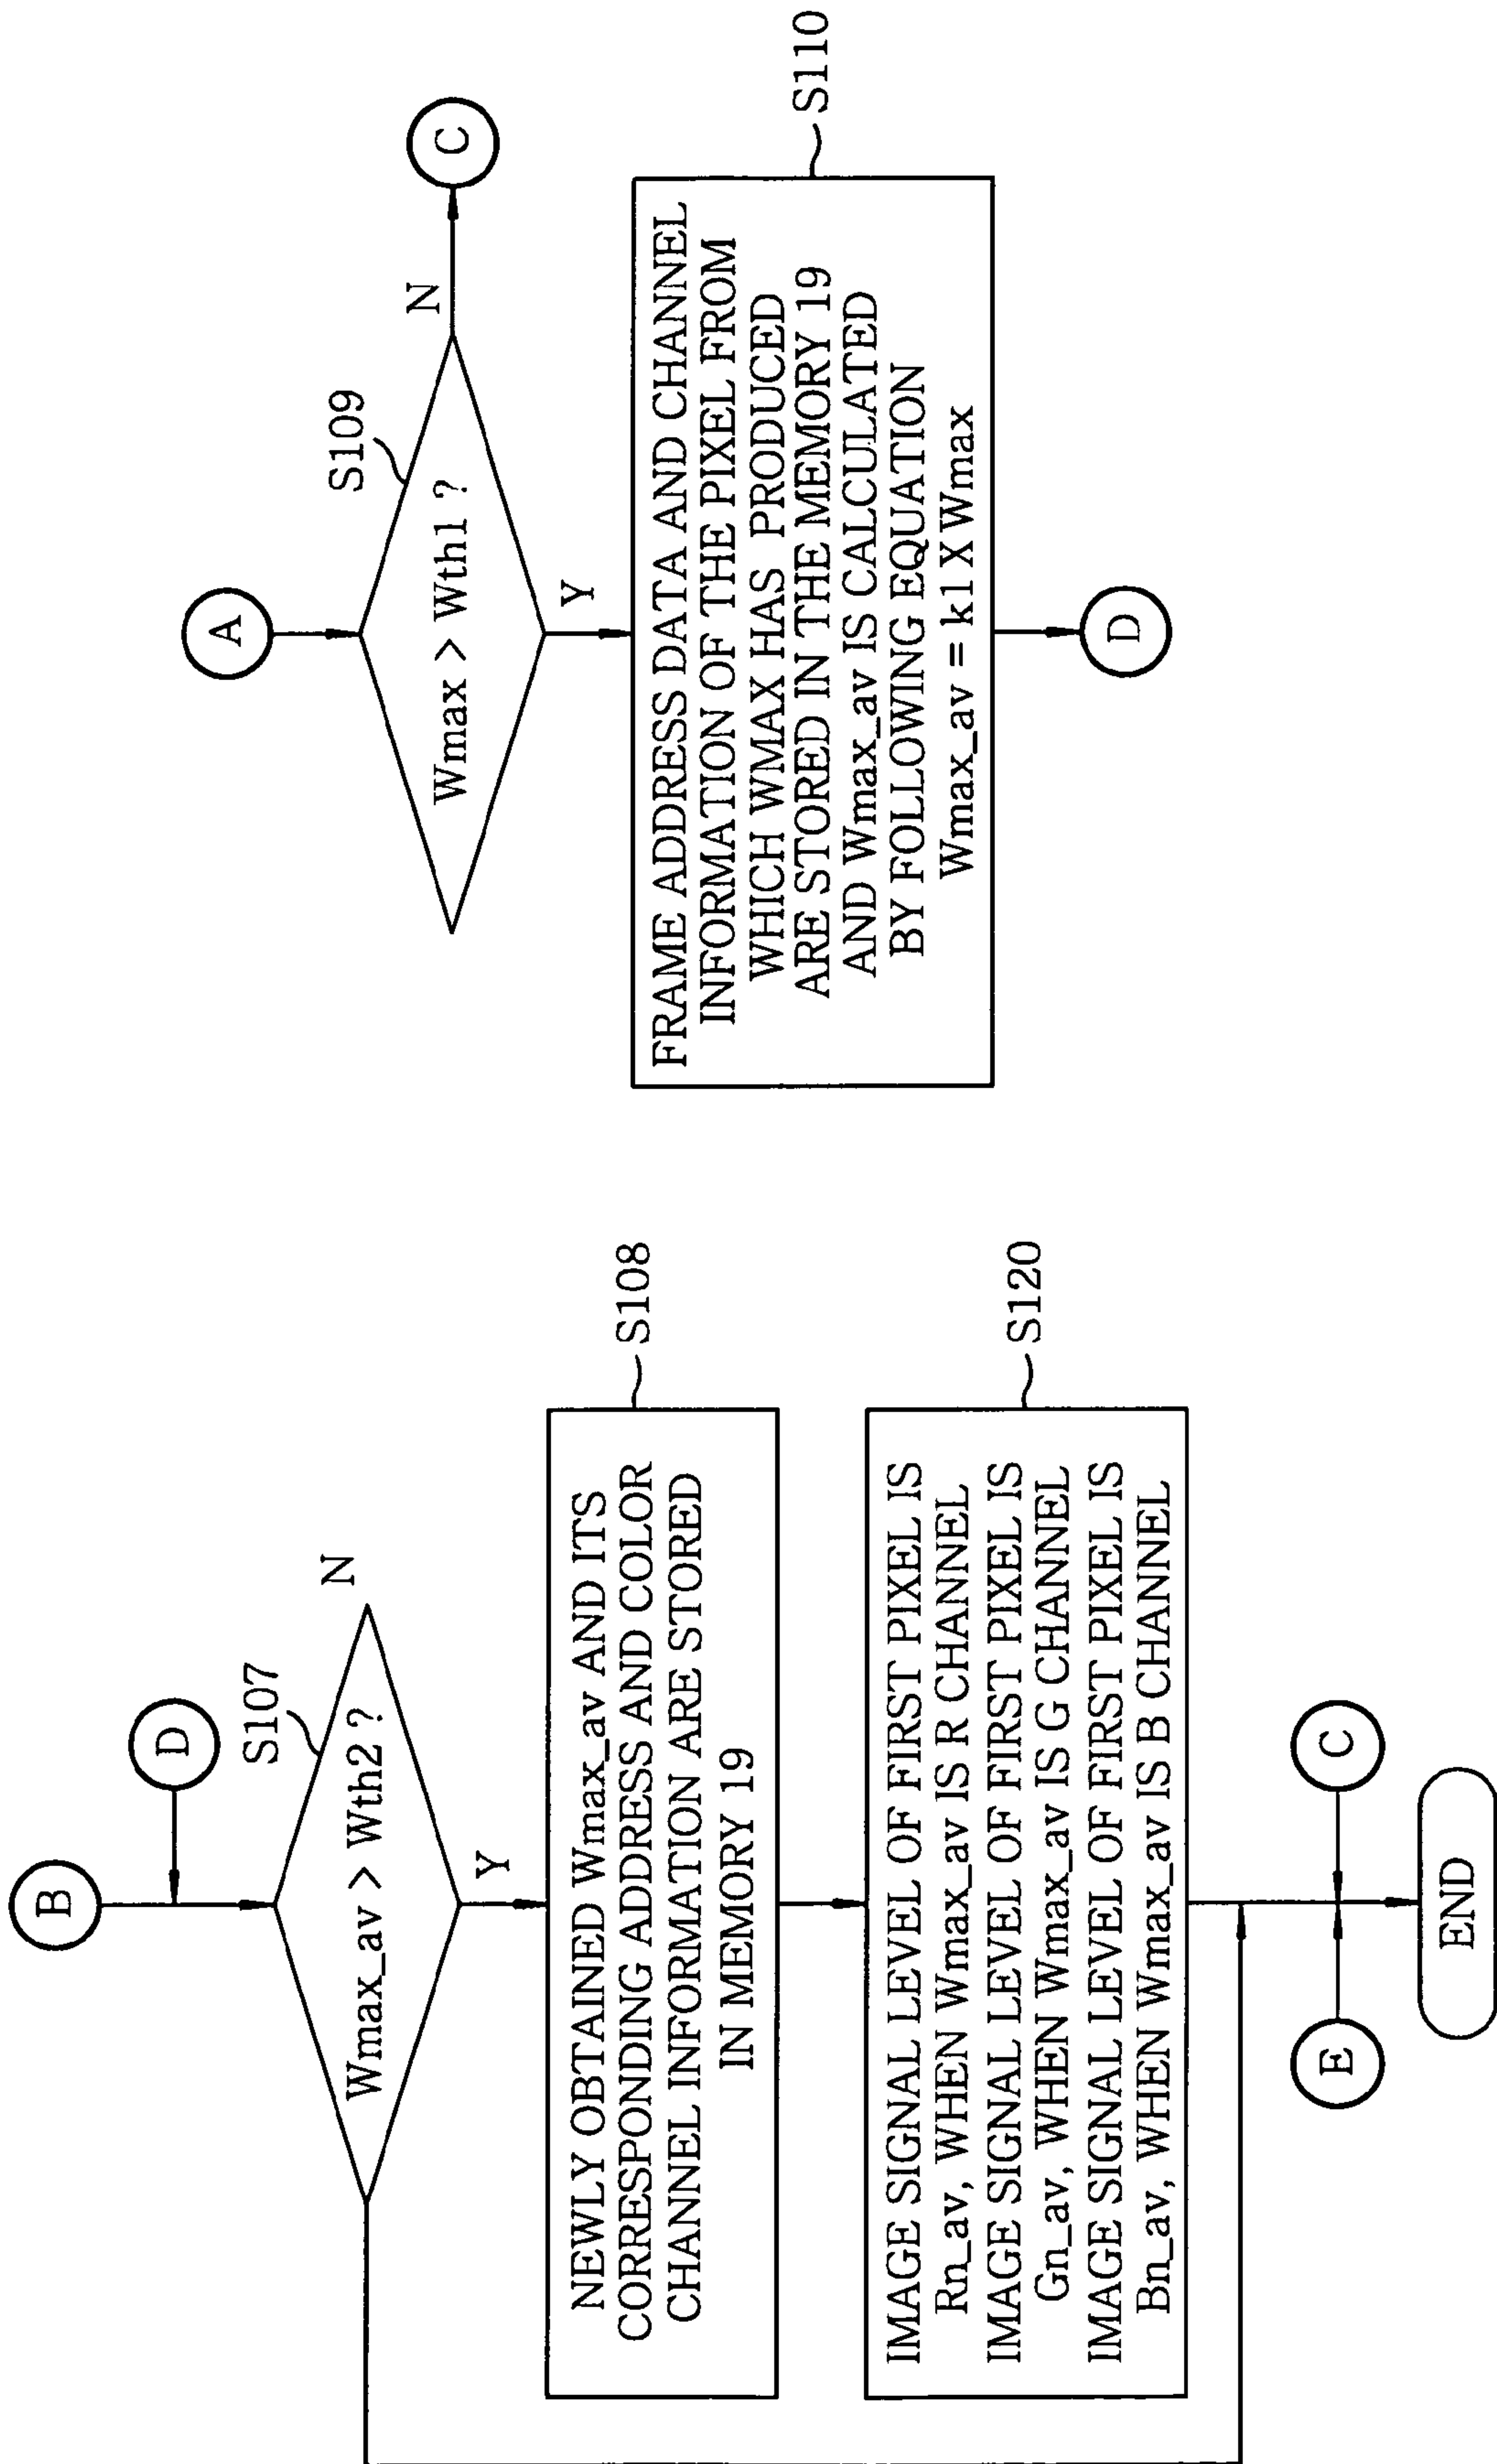 B
D
S107
Wmax_av > Wth2 ?
N
Y
NEWLY OBTAINED Wmax_av AND ITS
CORRESPONDING ADDRESS AND COLOR
CHANNEL INFORMATION ARE STORED
IN MEMORY 19
S108
IMAGE SIGNAL LEVEL OF FIRST PIXEL IS
Rn_av, WHEN Wmax_av IS R CHANNEL
IMAGE SIGNAL LEVEL OF FIRST PIXEL IS
Gn_av, WHEN Wmax_av IS G CHANNEL
IMAGE SIGNAL LEVEL OF FIRST PIXEL IS
Bn_av, WHEN Wmax_av IS B CHANNEL
S120
E
C
END
A
S109
Wmax > Wth1 ?
N
C
Y
FRAME ADDRESS DATA AND CHANNEL
INFORMATION OF THE PIXEL FROM
WHICH WMAX HAS PRODUCED
ARE STORED IN THE MEMORY 19
AND Wmax_av IS CALCULATED
BY FOLLOWING EQUATION
Wmax_av = k1 X Wmax
S110
D